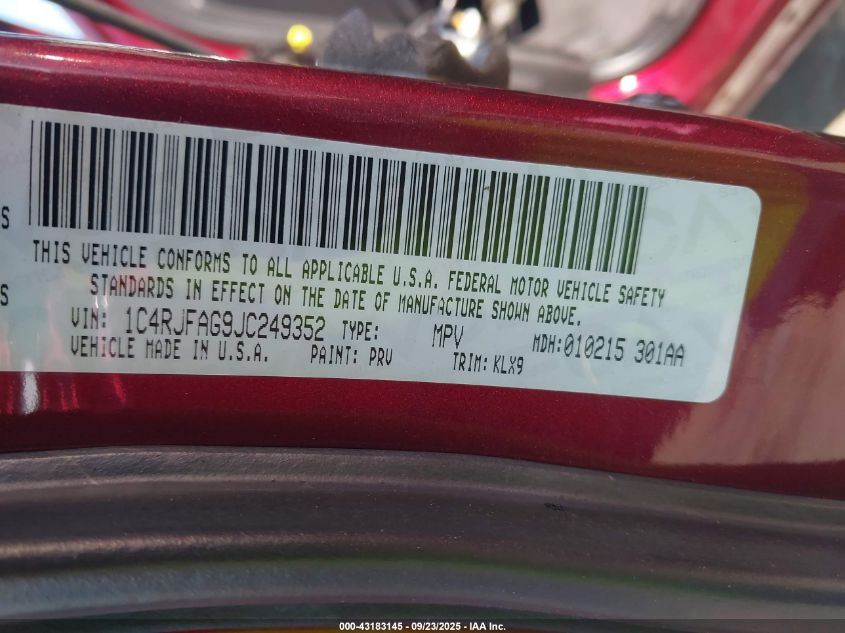 S
THIS VEHICLE CONFORMS TO ALL APPLICABLE U.S.A. FEDERAL MOTOR VEHICLE SAFETY
S STANDARDS IN EFFECT ON THE DATE OF MANUFACTURE SHOWN ABOVE.
VIN: 1C4RJFAG9JC249352 TYPE: MPV MDH:010215 301AA
VEHICLE MADE IN U.S.A. PAINT: PRV TRIM: KLX9
000-43183145 - 09/23/2025 - IAA Inc.